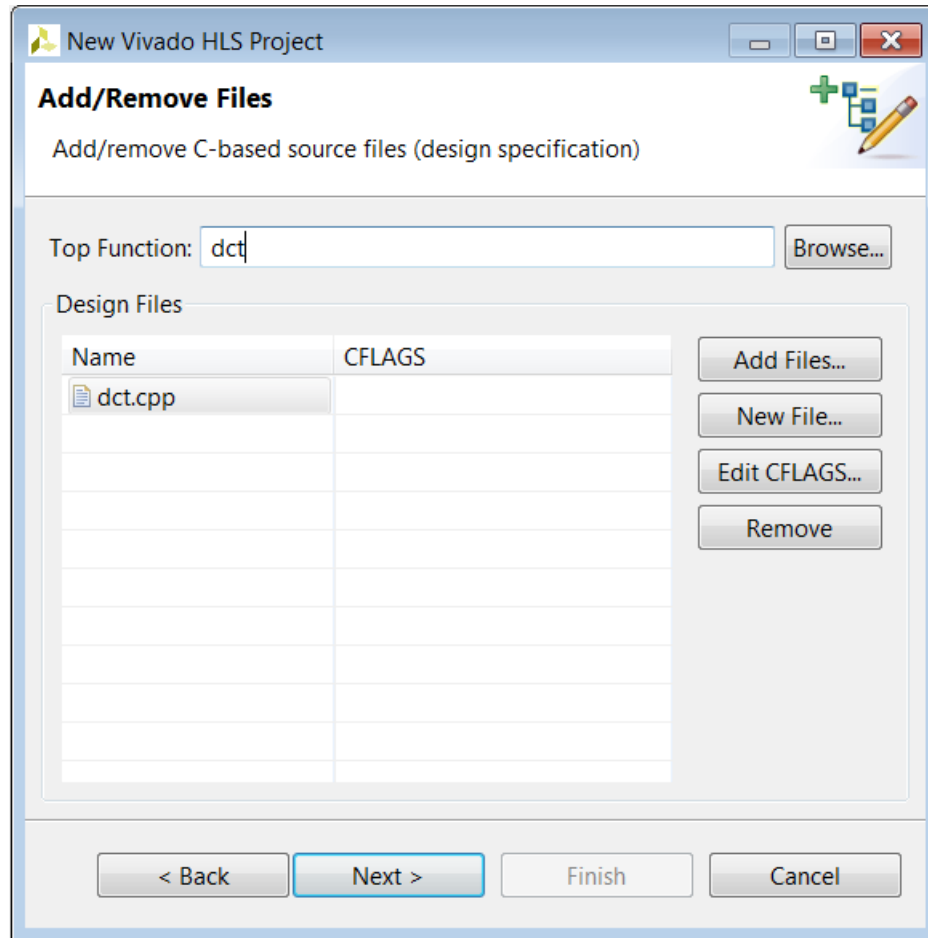 New Vivado HLS Project
Add/Remove Files
Add/remove C-based source files (design specification)
Top Function: dct Browse...
Design Files
Name CFLAGS
dct.cpp
Add Files...
New File...
Edit CFLAGS...
Remove
< Back Next > Finish Cancel